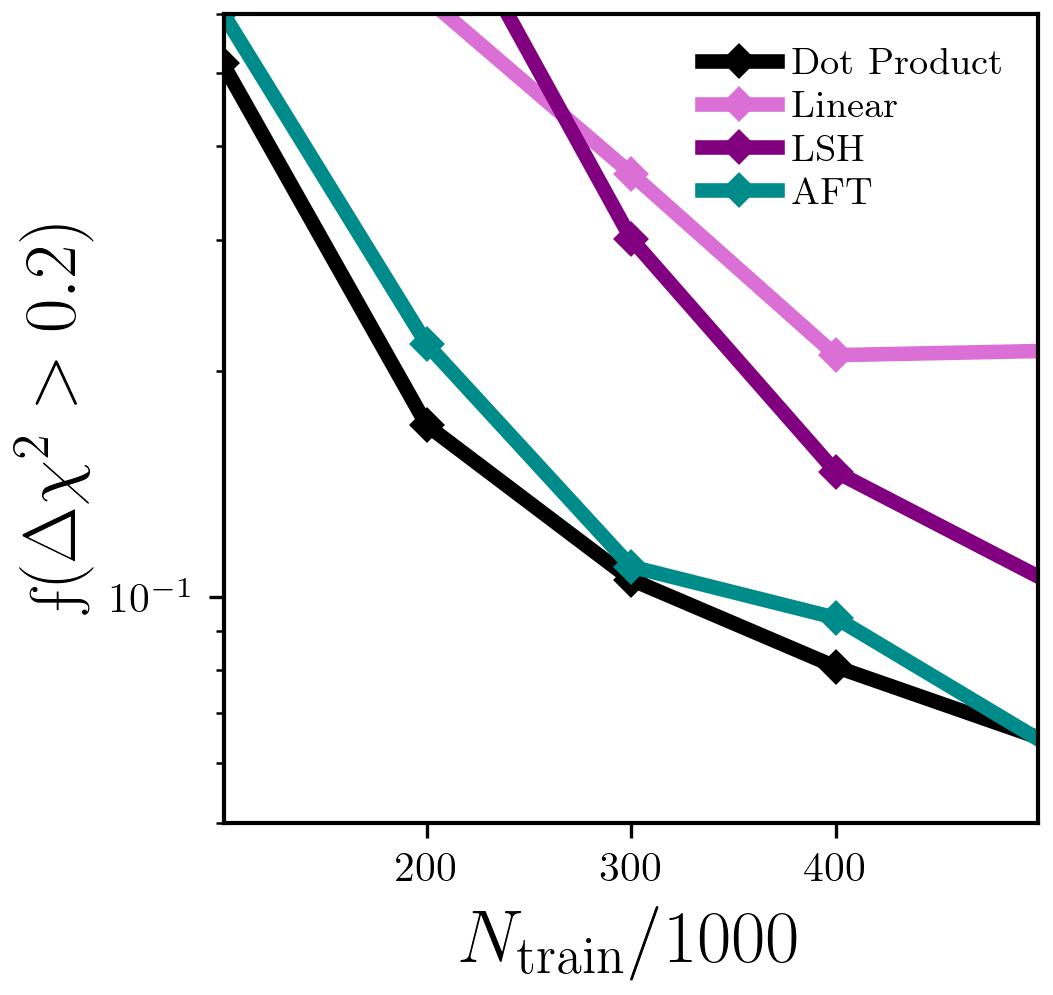 Dot Product
Linear
LSH
AFT
f(Δχ² > 0.2)
10⁻¹
200 300 400
N_train/1000